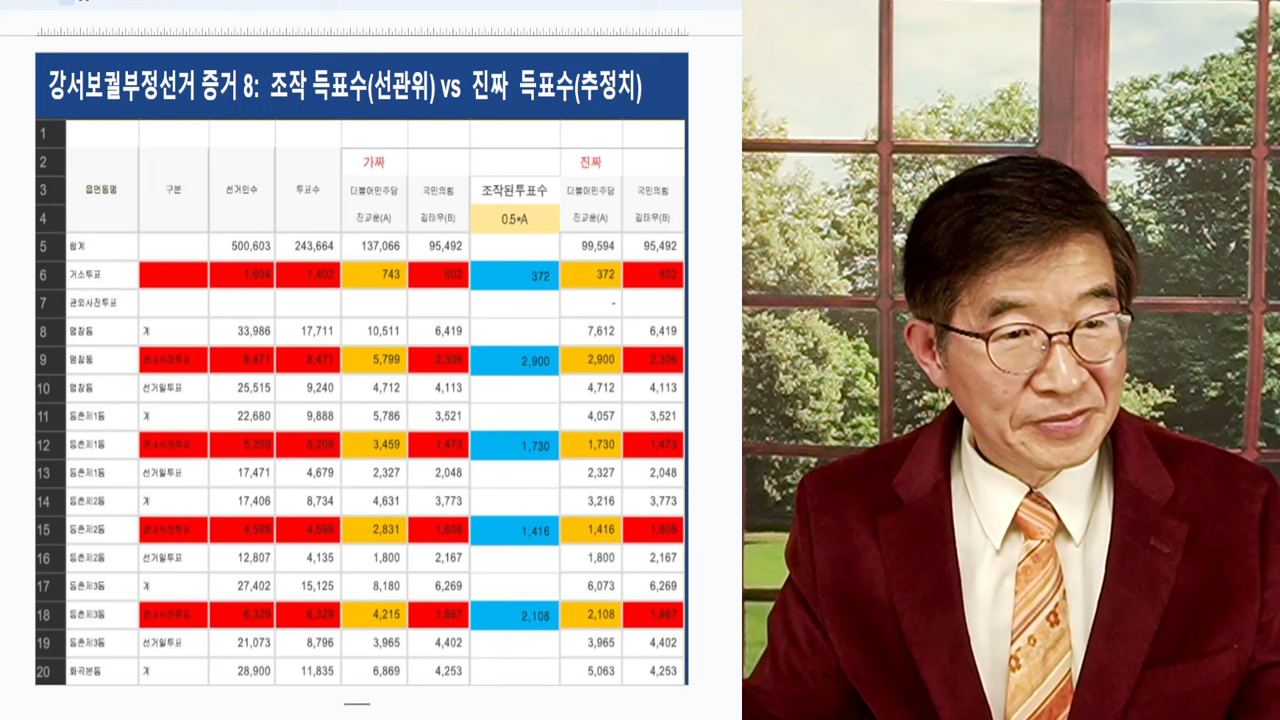 강서보궐부정선거 증거 8: 조작 득표수(선관위) vs 진짜 득표수(추정치)
1
2 가짜 진짜
3 읍면동명 구분 선거인수 투표수 더불어민주당 국민의힘 조작된투표수 더불어민주당 국민의힘
4 진교훈(A) 김태우(B) 0.5*A 진교훈(A) 김태우(B)
5 합계 500,603 243,664 137,066 95,492 99,594 95,492
6 거소투표 1,604 1,402 743 502 372 372 502
7 관외사전투표 -
8 염창동 계 33,986 17,711 10,511 6,419 7,612 6,419
9 염창동 관내사전투표 8,471 8,471 5,799 2,306 2,900 2,900 2,306
10 염창동 선거일투표 25,515 9,240 4,712 4,113 4,712 4,113
11 등촌제1동 계 22,680 9,888 5,786 3,521 4,057 3,521
12 등촌제1동 관내사전투표 5,209 5,209 3,459 1,473 1,730 1,730 1,473
13 등촌제1동 선거일투표 17,471 4,679 2,327 2,048 2,327 2,048
14 등촌제2동 계 17,406 8,734 4,631 3,773 3,216 3,773
15 등촌제2동 관내사전투표 4,599 4,599 2,831 1,606 1,416 1,416 1,606
16 등촌제2동 선거일투표 12,807 4,135 1,800 2,167 1,800 2,167
17 등촌제3동 계 27,402 15,125 8,180 6,269 6,073 6,269
18 등촌제3동 관내사전투표 6,329 6,329 4,215 1,867 2,108 2,108 1,867
19 등촌제3동 선거일투표 21,073 8,796 3,965 4,402 3,965 4,402
20 화곡본동 계 28,900 11,835 6,869 4,253 5,063 4,253